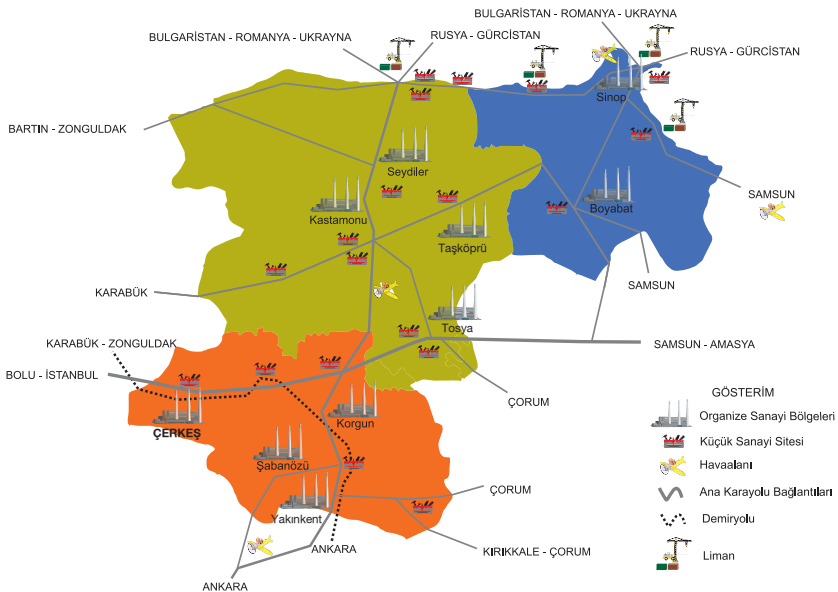 BULGARİSTAN - ROMANYA - UKRAYNA
BULGARİSTAN - ROMANYA - UKRAYNA
RUSYA - GÜRCİSTAN
RUSYA - GÜRCİSTAN
Sinop
BARTIN - ZONGULDAK
Seydiler
Kastamonu
Boyabat
SAMSUN
Taşköprü
SAMSUN
KARABÜK
Tosya
KARABÜK - ZONGULDAK
SAMSUN - AMASYA
BOLU - İSTANBUL
ÇORUM
GÖSTERİM
Organize Sanayi Bölgeleri
Küçük Sanayi Sitesi
Havaalanı
Ana Karayolu Bağlantıları
Demiryolu
Liman
ÇERKEŞ
Korgun
Şabanözü
ÇORUM
Yakınkent
ANKARA
KIRIKKALE - ÇORUM
ANKARA